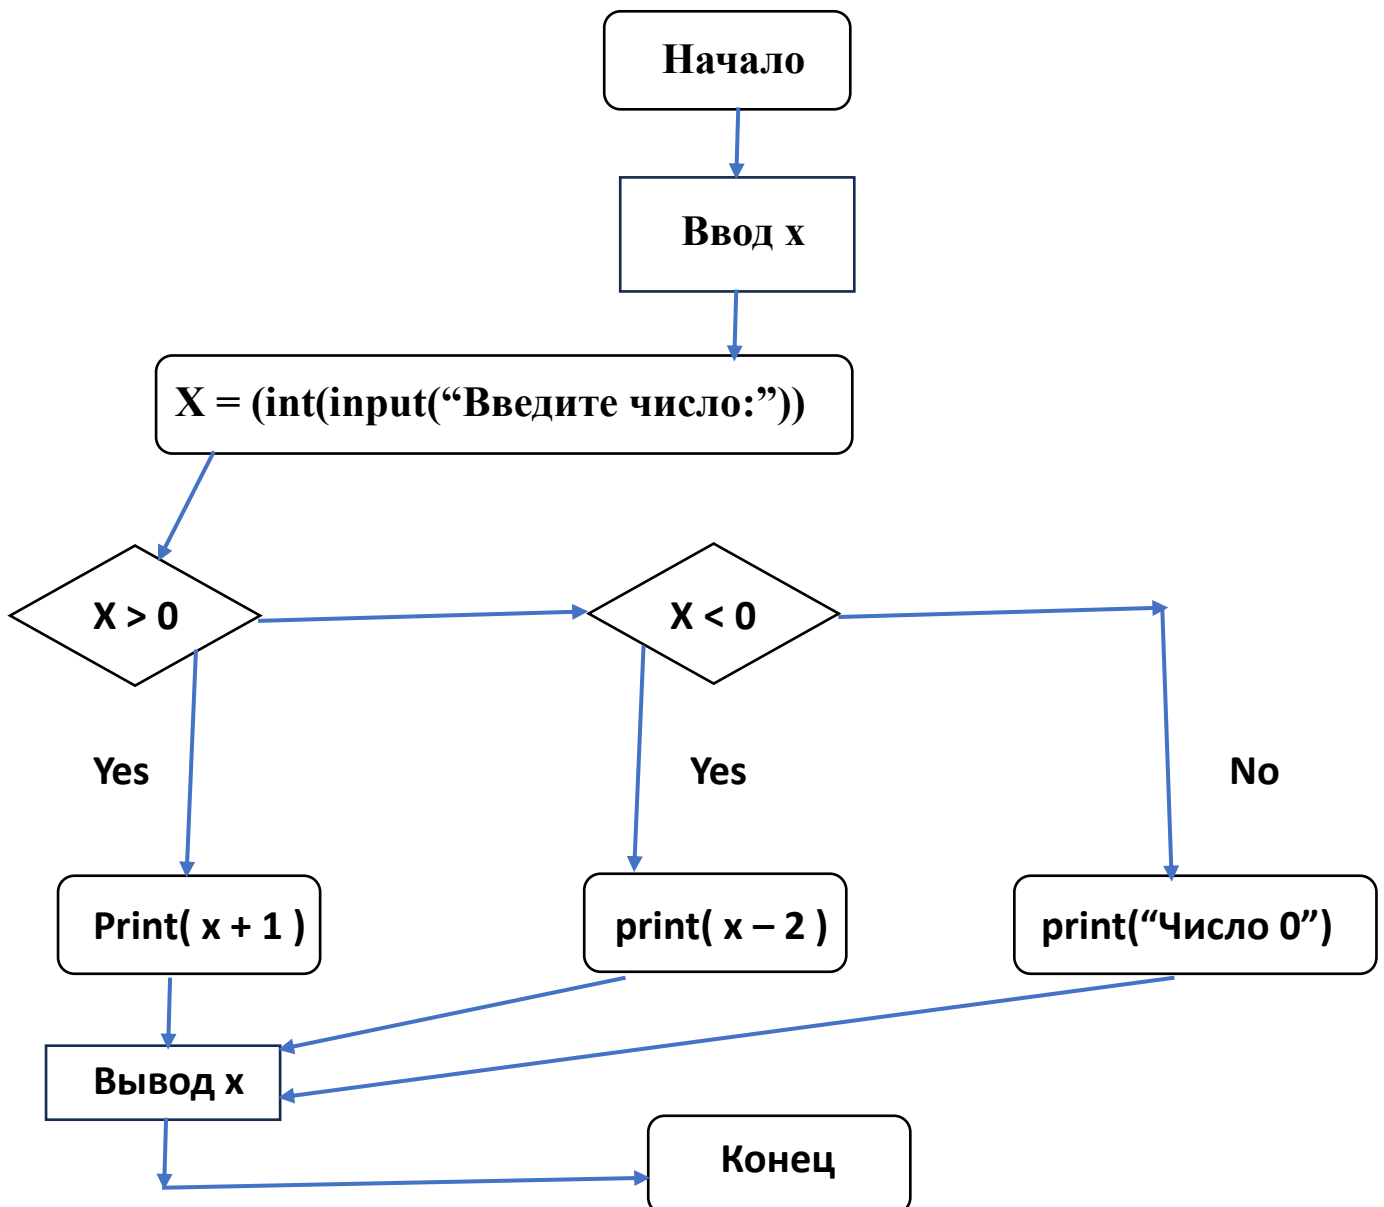 Начало
Ввод x
X = (int(input(“Введите число:”))
X > 0
X < 0
Yes
Yes
No
Print( x + 1 )
print( x – 2 )
print(“Число 0”)
Вывод x
Конец